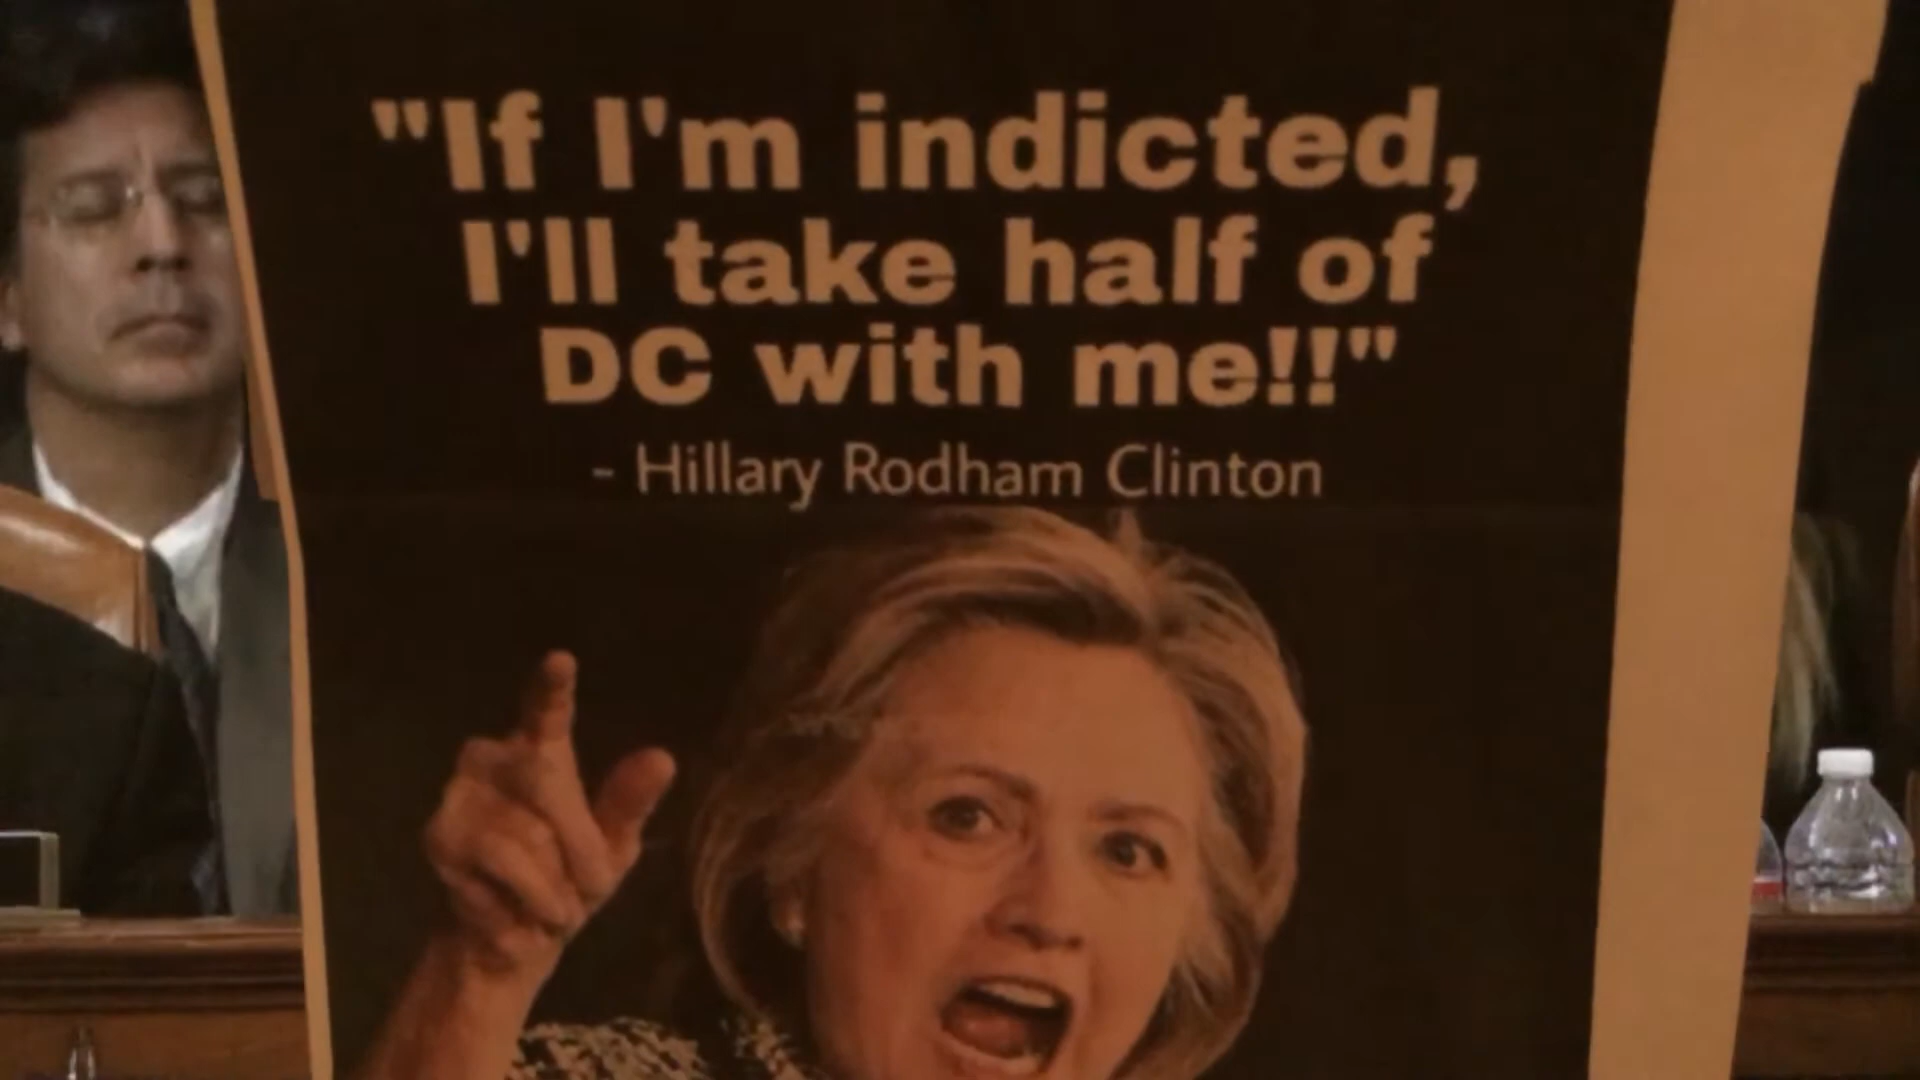 "If I'm indicted,
I'll take half of
DC with me!!"
- Hillary Rodham Clinton